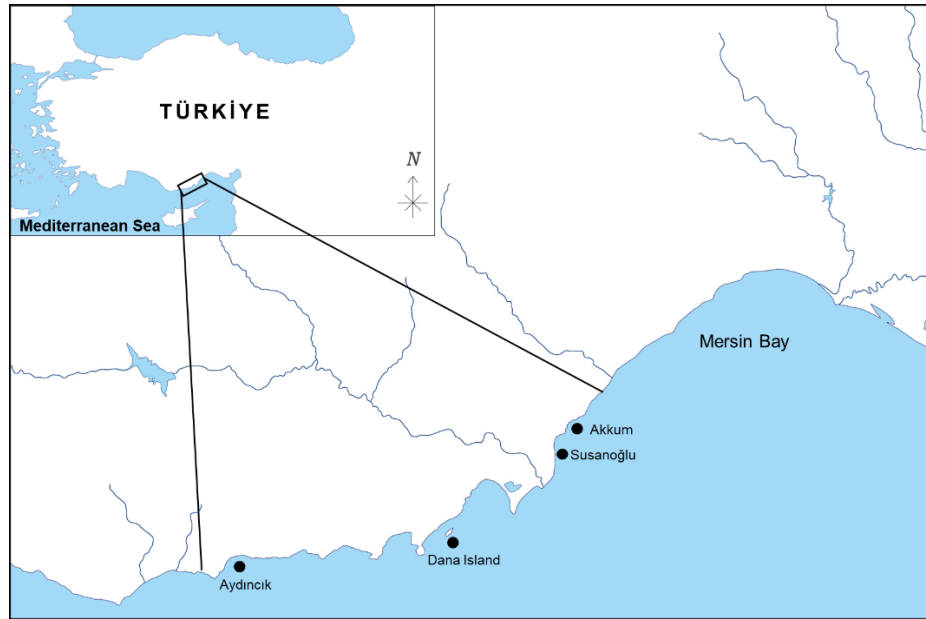 TÜRKİYE
N
Mediterranean Sea
Mersin Bay
Akkum
Susanoğlu
Dana Island
Aydıncık